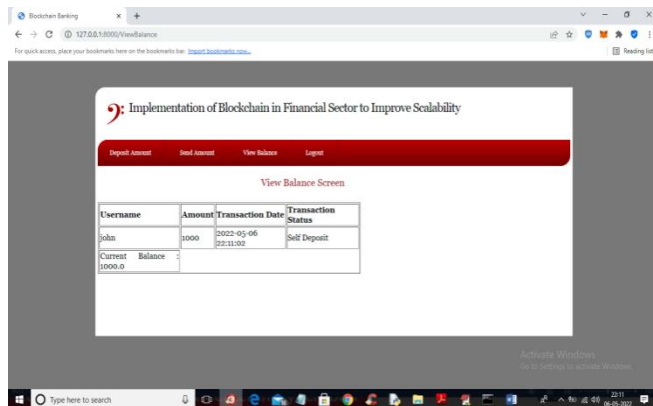 Blockchain Banking
127.0.0.1:8000/ViewBalance
For quick access, place your bookmarks here on the bookmarks bar. Import bookmarks now...
Reading list
Implementation of Blockchain in Financial Sector to Improve Scalability
Deposit Amount Send Amount View Balance Logout
View Balance Screen
Username Amount Transaction Date Transaction
Status
john 1000 2022-05-06
22:11:02 Self Deposit
Current Balance :
1000.0
Activate Windows
Go to Settings to activate Windows.
Type here to search
22:11
06-05-2022